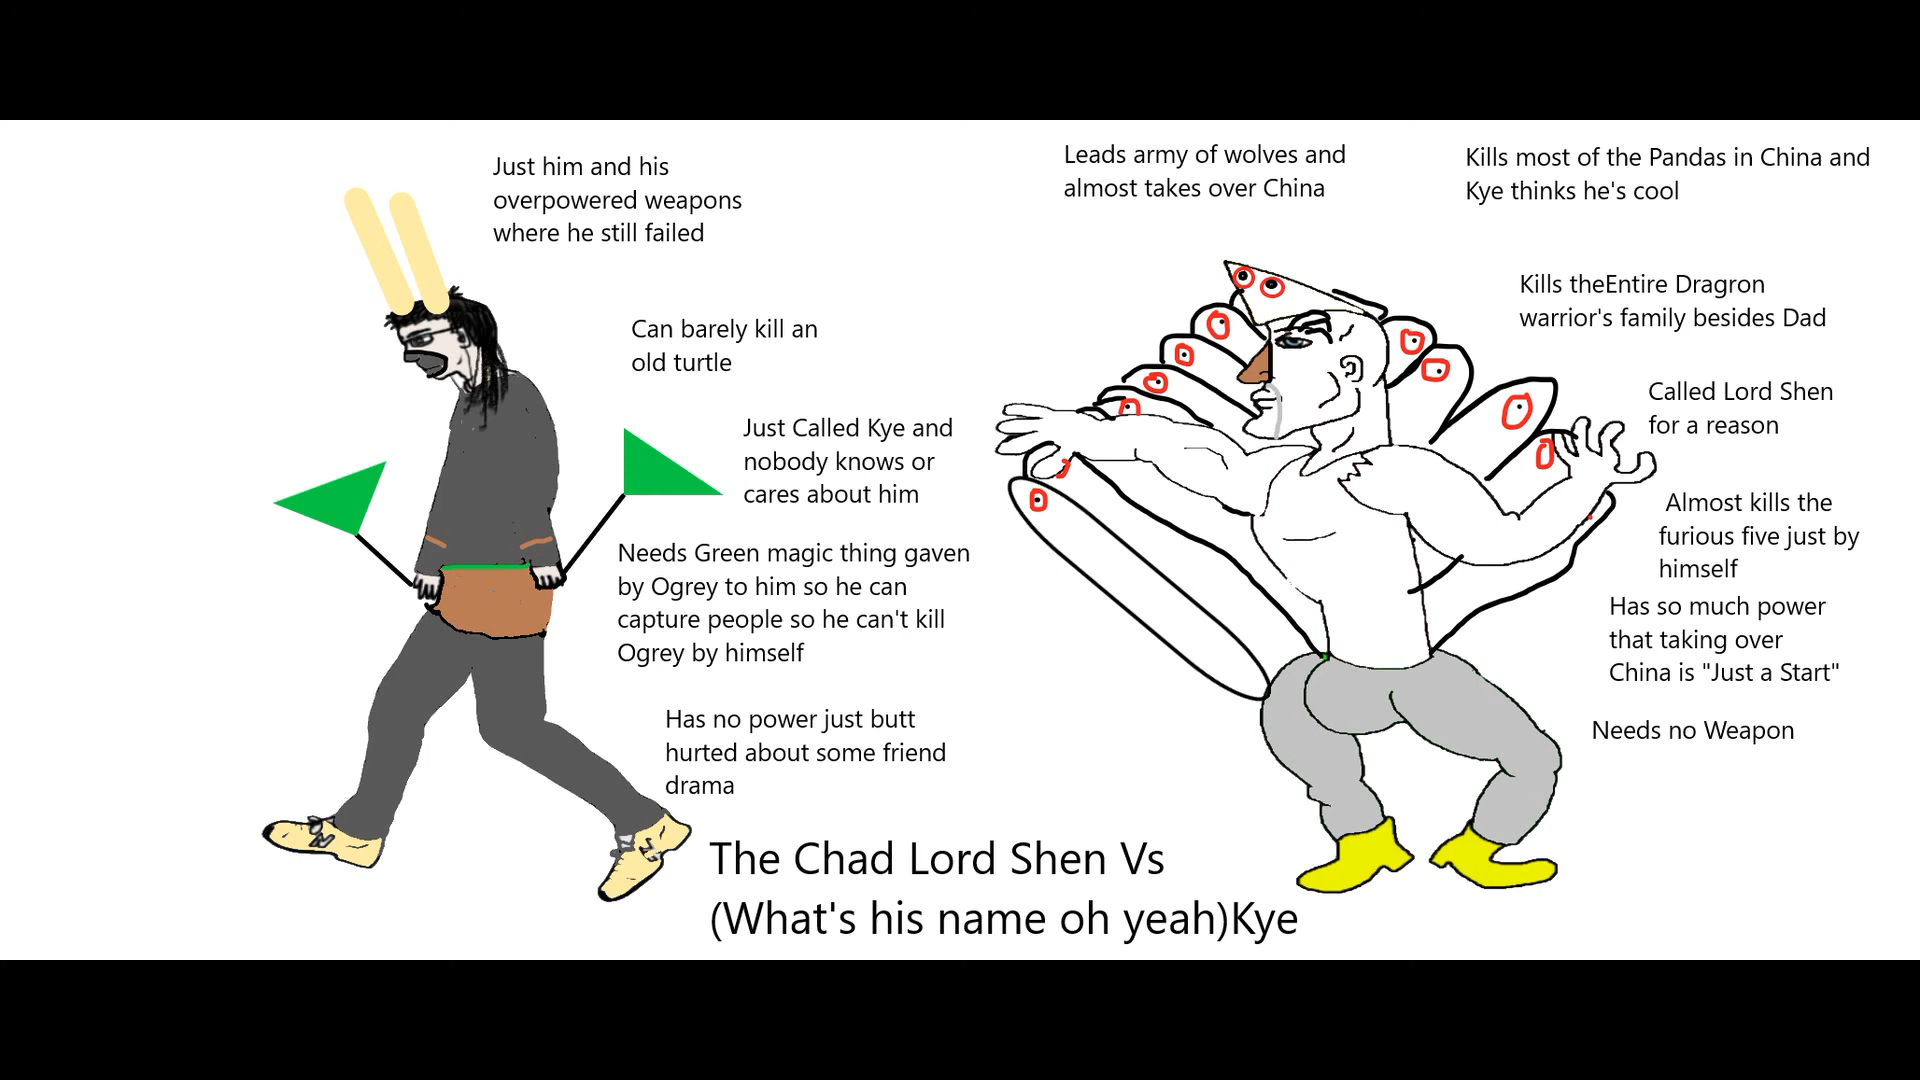 Just him and his
overpowered weapons
where he still failed
Can barely kill an
old turtle
Just Called Kye and
nobody knows or
cares about him
Needs Green magic thing gaven
by Ogrey to him so he can
capture people so he can't kill
Ogrey by himself
Has no power just butt
hurted about some friend
drama
Leads army of wolves and
almost takes over China
Kills most of the Pandas in China and
Kye thinks he's cool
Kills theEntire Dragron
warrior's family besides Dad
Called Lord Shen
for a reason
Almost kills the
furious five just by
himself
Has so much power
that taking over
China is "Just a Start"
Needs no Weapon
The Chad Lord Shen Vs
(What's his name oh yeah)Kye